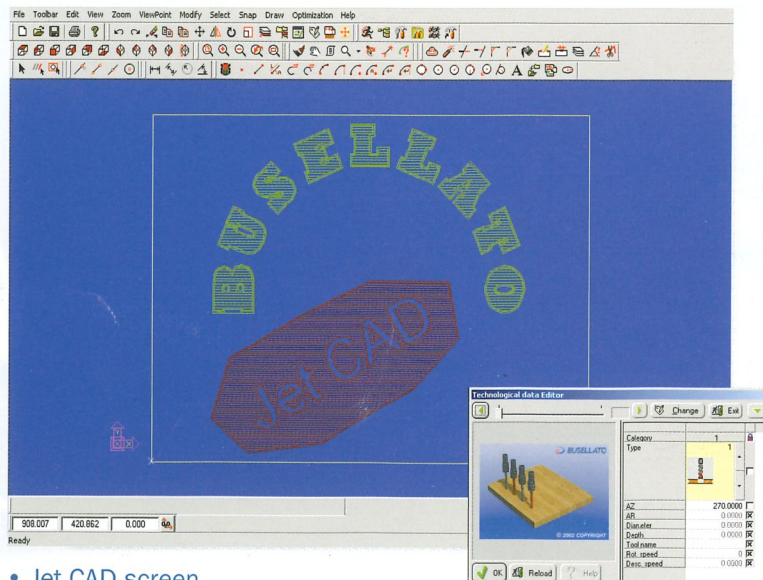 File Toolbar Edit View Zoom ViewPoint Modify Select Snap Draw Optimization Help
BUSELLATO
Jet CAD
Technological data Editor
Change Exit
Category 1
Type 1
BUSELLATO
© 2002 COPYRIGHT
AZ 270.0000
AR 0.0000
Diameter 0.0000
Depth 0.0000
Tool name
Rot. speed 0
Desc. speed 0.0000
OK Reload Help
908.007 420.862 0.000
Ready
• Jet CAD screen